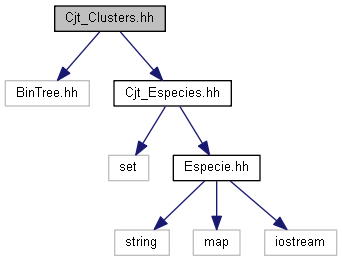 Cjt_Clusters.hh
BinTree.hh
Cjt_Especies.hh
set
Especie.hh
string
map
iostream